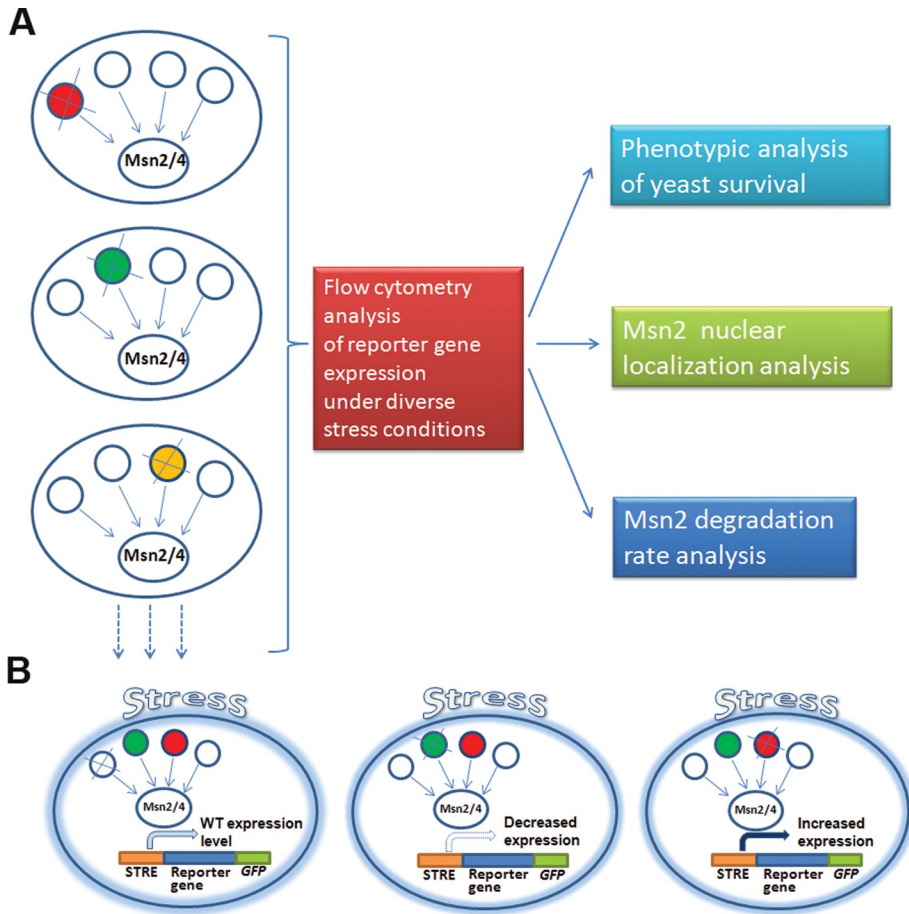 A
Msn2/4
Msn2/4
Msn2/4
Flow cytometry
analysis
of reporter gene
expression
under diverse
stress conditions
Phenotypic analysis
of yeast survival
Msn2 nuclear
localization analysis
Msn2 degradation
rate analysis
B
Stress
Msn2/4
WT expression
level
STRE
Reporter
gene
GFP
Stress
Msn2/4
Decreased
expression
STRE
Reporter
gene
GFP
Stress
Msn2/4
Increased
expression
STRE
Reporter
gene
GFP